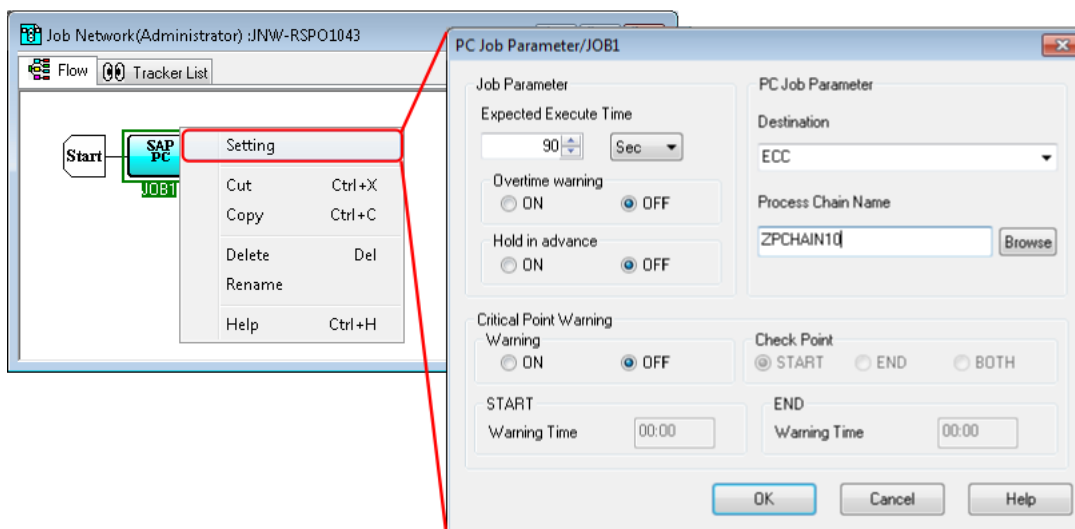 Job Network(Administrator) :JNW-RSPO1043
Flow
Tracker List
Start
SAP
PC
JOB1
Setting
Cut Ctrl+X
Copy Ctrl+C
Delete Del
Rename
Help Ctrl+H
PC Job Parameter/JOB1
Job Parameter
Expected Execute Time
90 Sec
Overtime warning
ON OFF
Hold in advance
ON OFF
PC Job Parameter
Destination
ECC
Process Chain Name
ZPCHAIN10 Browse
Critical Point Warning
Warning
ON OFF
Check Point
START END BOTH
START
Warning Time 00:00
END
Warning Time 00:00
OK Cancel Help